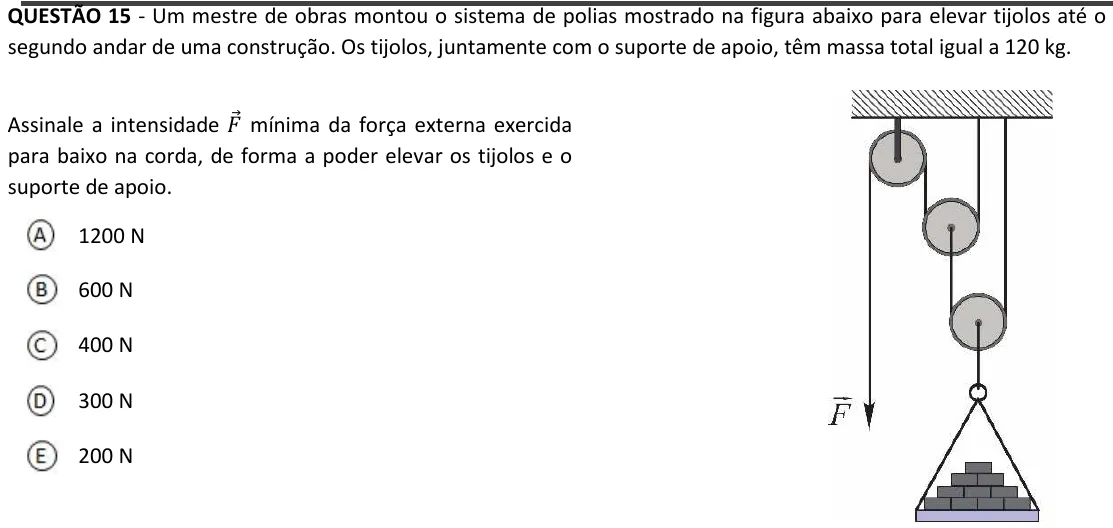 QUESTÃO 15 - Um mestre de obras montou o sistema de polias mostrado na figura abaixo para elevar tijolos até o
segundo andar de uma construção. Os tijolos, juntamente com o suporte de apoio, têm massa total igual a 120 kg.
Assinale a intensidade F⃗ mínima da força externa exercida
para baixo na corda, de forma a poder elevar os tijolos e o
suporte de apoio.
A 1200 N
B 600 N
C 400 N
D 300 N
E 200 N
F⃗